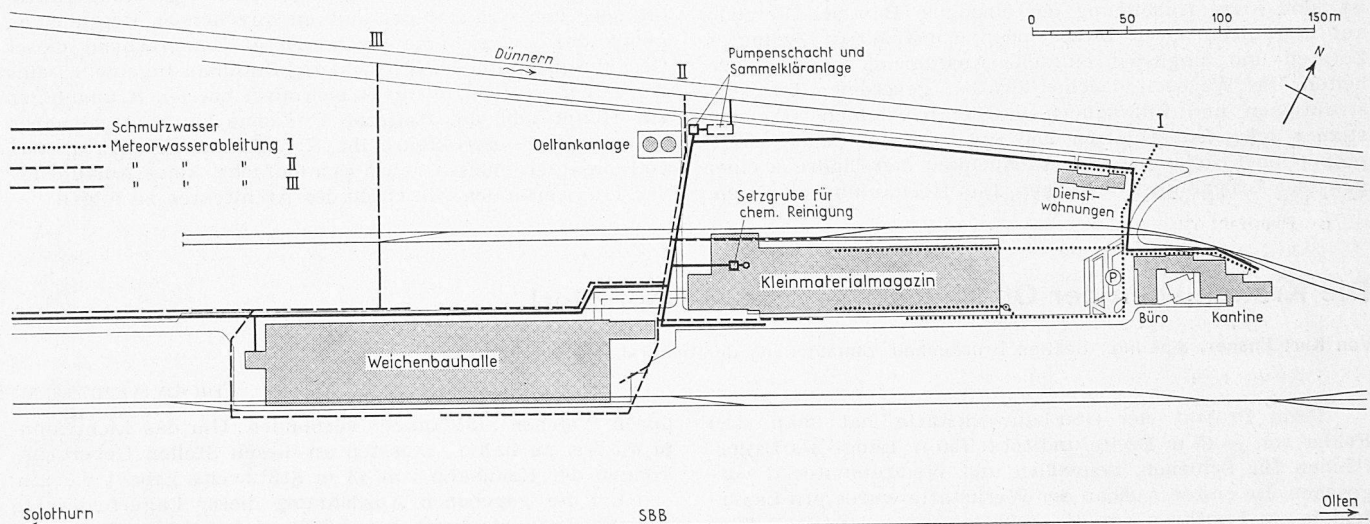 0 50 100 150m
N
III
Dünnern
II
Pumpenschacht und
Sammelkläranlage
I
Schmutzwasser
Meteorwasserableitung I
" " " II
" " " III
Oeltankanlage
Dienst-
wohnungen
Setzgrube für
chem. Reinigung
Kleinmaterialmagazin
P
Büro
Kantine
Weichenbauhalle
Solothurn
SBB
Olten